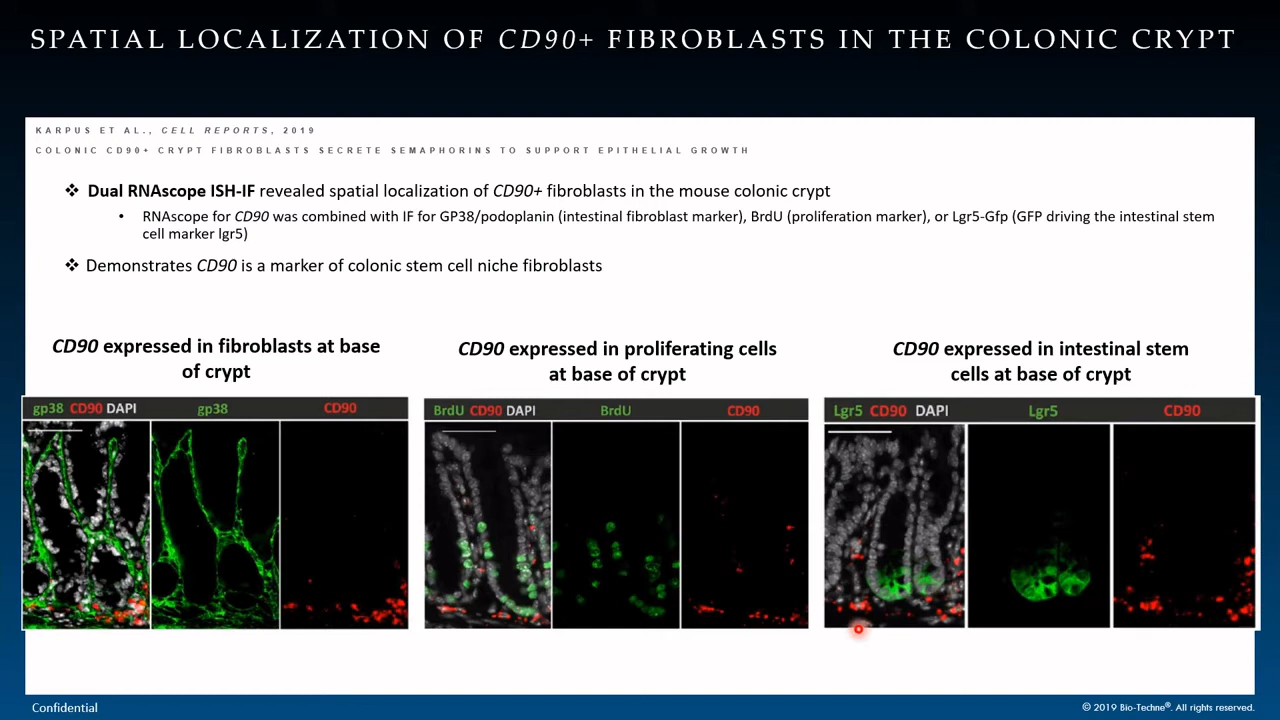 SPATIAL LOCALIZATION OF CD90+ FIBROBLASTS IN THE COLONIC CRYPT
KARPUS ET AL., CELL REPORTS, 2019
COLONIC CD90+ CRYPT FIBROBLASTS SECRETE SEMAPHORINS TO SUPPORT EPITHELIAL GROWTH
❖ Dual RNAscope ISH-IF revealed spatial localization of CD90+ fibroblasts in the mouse colonic crypt
• RNAscope for CD90 was combined with IF for GP38/podoplanin (intestinal fibroblast marker), BrdU (proliferation marker), or Lgr5-Gfp (GFP driving the intestinal stem
cell marker lgr5)
❖ Demonstrates CD90 is a marker of colonic stem cell niche fibroblasts
CD90 expressed in fibroblasts at base
of crypt
gp38 CD90 DAPI gp38 CD90
CD90 expressed in proliferating cells
at base of crypt
BrdU CD90 DAPI BrdU CD90
CD90 expressed in intestinal stem
cells at base of crypt
Lgr5 CD90 DAPI Lgr5 CD90
Confidential
© 2019 Bio-Techne®. All rights reserved.